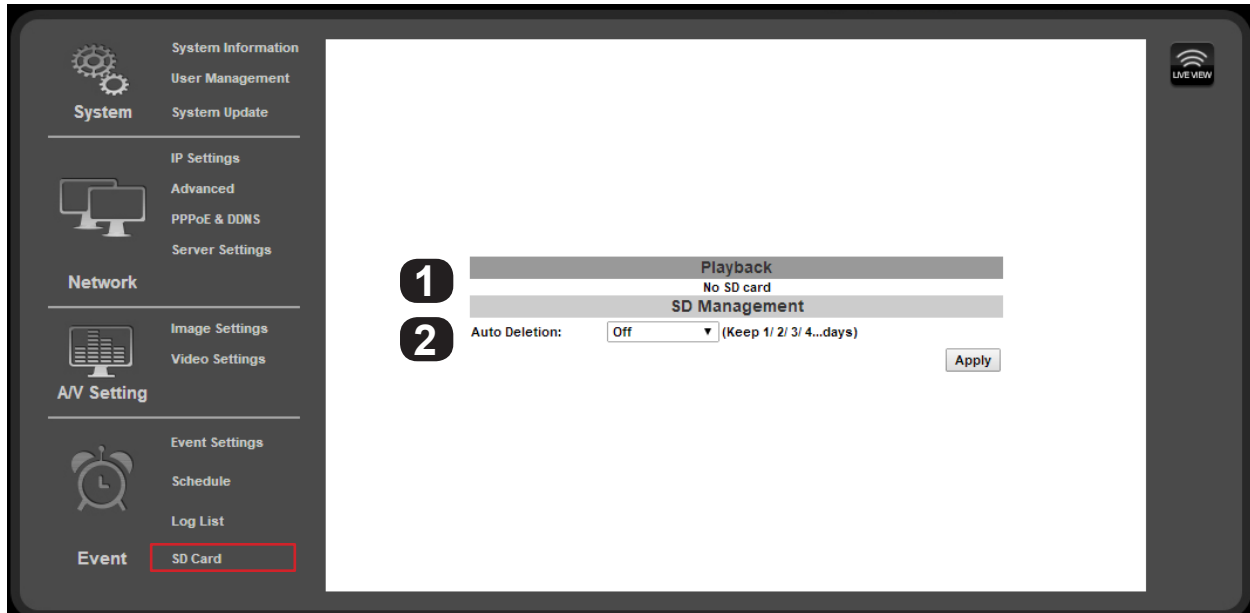 System Information
User Management
System
System Update
IP Settings
Advanced
PPPoE & DDNS
Server Settings
Network
Image Settings
Video Settings
A/V Setting
Event Settings
Schedule
Log List
Event
SD Card
1
Playback
No SD card
SD Management
2
Auto Deletion: Off ▼ (Keep 1/ 2/ 3/ 4...days)
Apply
LIVE VIEW